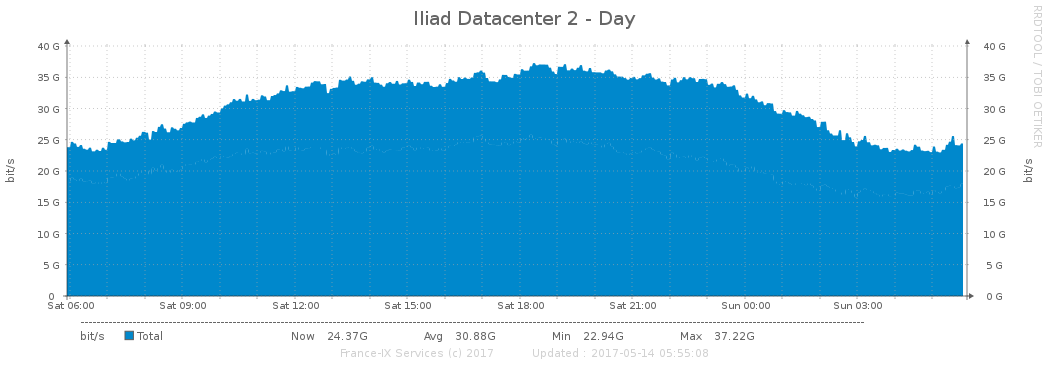 Iliad Datacenter 2 - Day
RRDTOOL / TOBI OETIKER
40 G 40 G
35 G 35 G
30 G 30 G
25 G 25 G
20 G 20 G
15 G 15 G
10 G 10 G
5 G 5 G
0 0 G
bit/s bit/s
Sat 06:00 Sat 09:00 Sat 12:00 Sat 15:00 Sat 18:00 Sat 21:00 Sun 00:00 Sun 03:00
bit/s Total Now 24.37G Avg 30.88G Min 22.94G Max 37.22G
France-IX Services (c) 2017 Updated : 2017-05-14 05:55:08